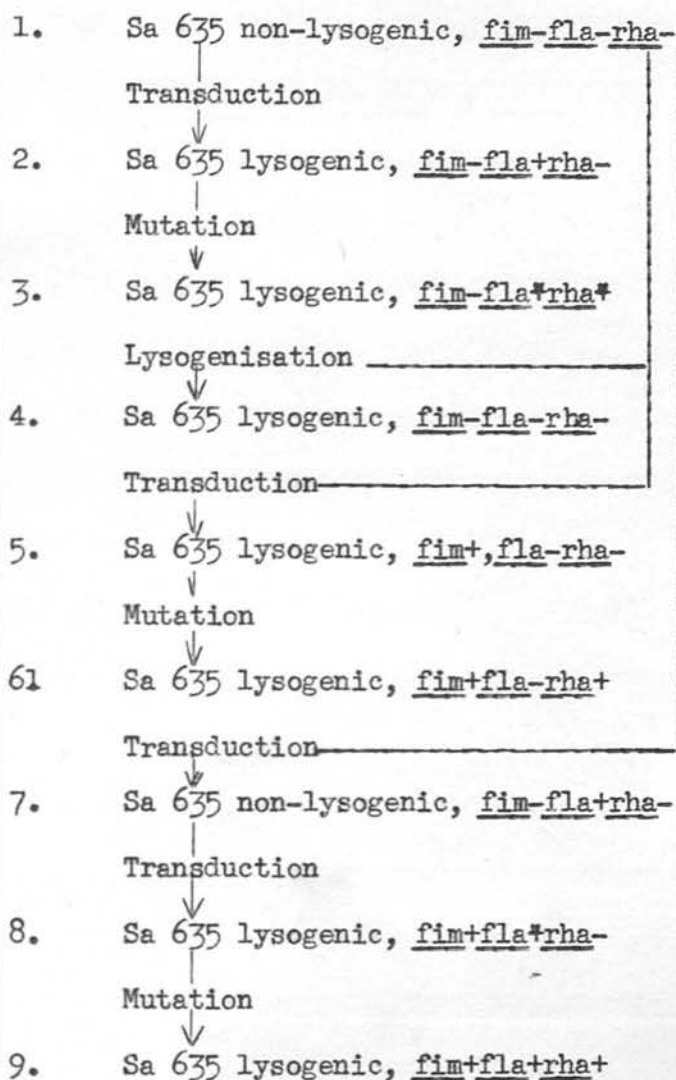 1. Sa 635 non-lysogenic, fim-fla-rha-
Transduction
2. Sa 635 lysogenic, fim-fla+rha-
Mutation
3. Sa 635 lysogenic, fim-fla+rha+
Lysogenisation
4. Sa 635 lysogenic, fim-fla-rha-
Transduction
5. Sa 635 lysogenic, fim+,fla-rha-
Mutation
61 Sa 635 lysogenic, fim+fla-rha+
Transduction
7. Sa 635 non-lysogenic, fim-fla+rha-
Transduction
8. Sa 635 lysogenic, fim+fla+rha-
Mutation
9. Sa 635 lysogenic, fim+fla+rha+